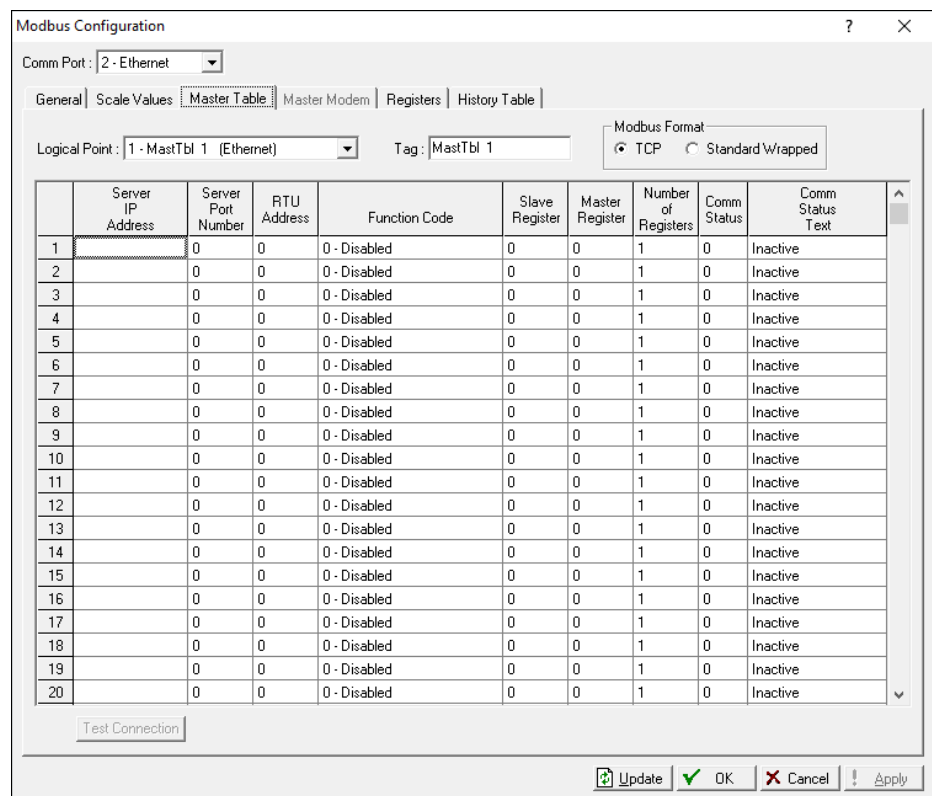 Modbus Configuration ? ×
Comm Port : 2 - Ethernet
General Scale Values Master Table Master Modem Registers History Table
Modbus Format
Logical Point : 1 - MastTbl 1 (Ethernet) Tag : MastTbl 1 TCP Standard Wrapped
Server IP Address Server Port Number RTU Address Function Code Slave Register Master Register Number of Registers Comm Status Comm Status Text
1 0 0 0 - Disabled 0 0 1 0 Inactive
2 0 0 0 - Disabled 0 0 1 0 Inactive
3 0 0 0 - Disabled 0 0 1 0 Inactive
4 0 0 0 - Disabled 0 0 1 0 Inactive
5 0 0 0 - Disabled 0 0 1 0 Inactive
6 0 0 0 - Disabled 0 0 1 0 Inactive
7 0 0 0 - Disabled 0 0 1 0 Inactive
8 0 0 0 - Disabled 0 0 1 0 Inactive
9 0 0 0 - Disabled 0 0 1 0 Inactive
10 0 0 0 - Disabled 0 0 1 0 Inactive
11 0 0 0 - Disabled 0 0 1 0 Inactive
12 0 0 0 - Disabled 0 0 1 0 Inactive
13 0 0 0 - Disabled 0 0 1 0 Inactive
14 0 0 0 - Disabled 0 0 1 0 Inactive
15 0 0 0 - Disabled 0 0 1 0 Inactive
16 0 0 0 - Disabled 0 0 1 0 Inactive
17 0 0 0 - Disabled 0 0 1 0 Inactive
18 0 0 0 - Disabled 0 0 1 0 Inactive
19 0 0 0 - Disabled 0 0 1 0 Inactive
20 0 0 0 - Disabled 0 0 1 0 Inactive
Test Connection
Update OK Cancel ! Apply